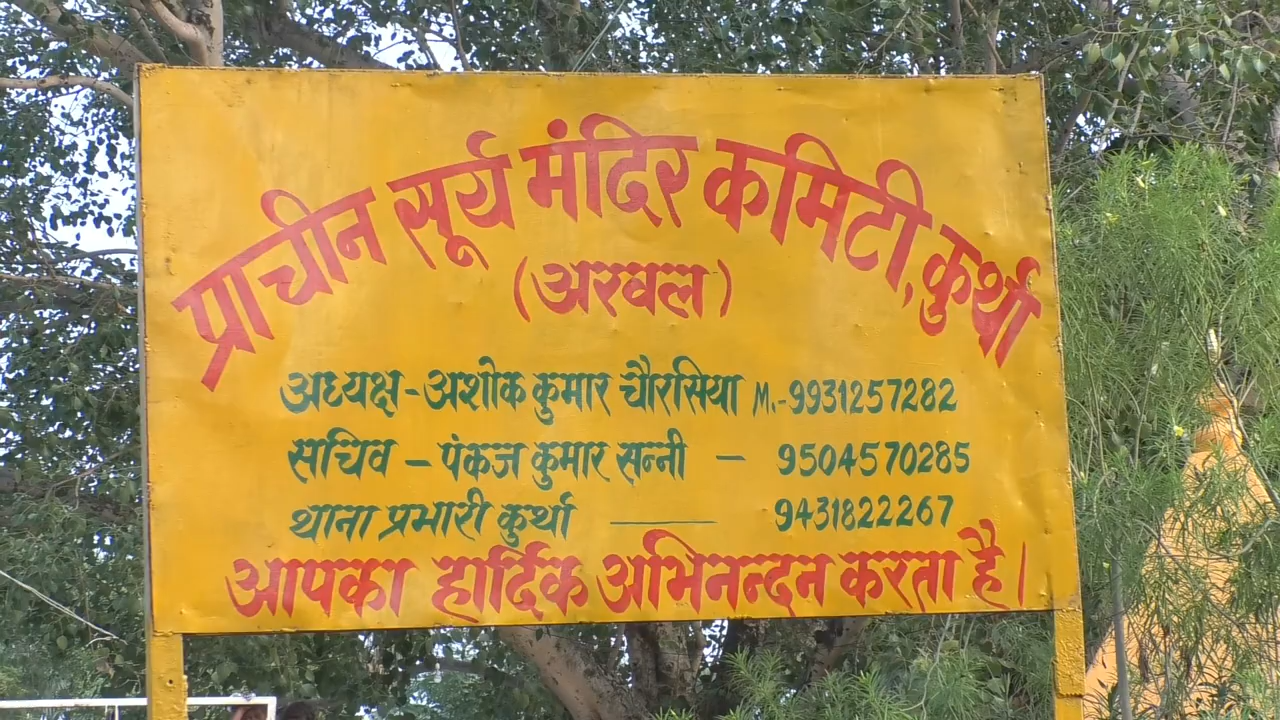 प्राचीन सूर्य मंदिर कमिटी, कुर्था
(अरवल)
अध्यक्ष-अशोक कुमार चौरसिया M.-9931257282
सचिव - पंकज कुमार सन्नी - 9504570285
थाना प्रभारी कुर्था — 9431822267
आपका हार्दिक अभिनन्दन करता है।